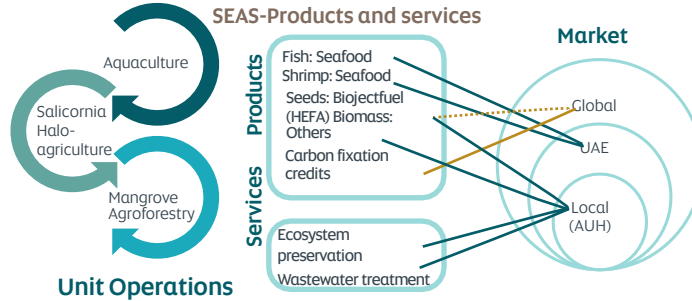 SEAS-Products and services
Aquaculture
Salicornia
Halo-
agriculture
Mangrove
Agroforestry
Unit Operations
Products
Fish: Seafood
Shrimp: Seafood
Seeds: Biojectfuel
(HEFA) Biomass:
Others
Carbon fixation
credits
Services
Ecosystem
preservation
Wastewater treatment
Market
Global
UAE
Local
(AUH)